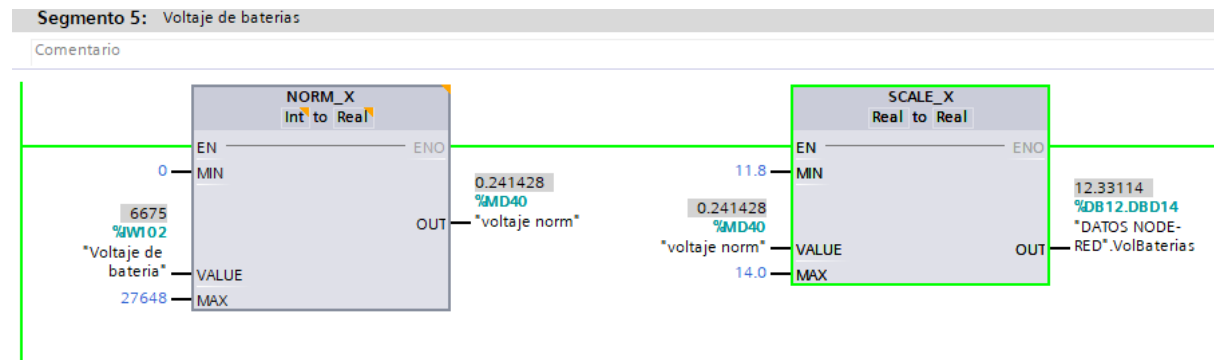 Segmento 5: Voltaje de baterias
Comentario
NORM_X
Int to Real
EN
ENO
0
MIN
6675
%IW102
"Voltaje de
bateria"
VALUE
27648
MAX
0.241428
%MD40
OUT
"voltaje norm"
SCALE_X
Real to Real
EN
ENO
11.8
MIN
0.241428
%MD40
"voltaje norm"
VALUE
14.0
MAX
12.33114
%DB12.DBD14
"DATOS NODE-
OUT
RED".VolBaterias